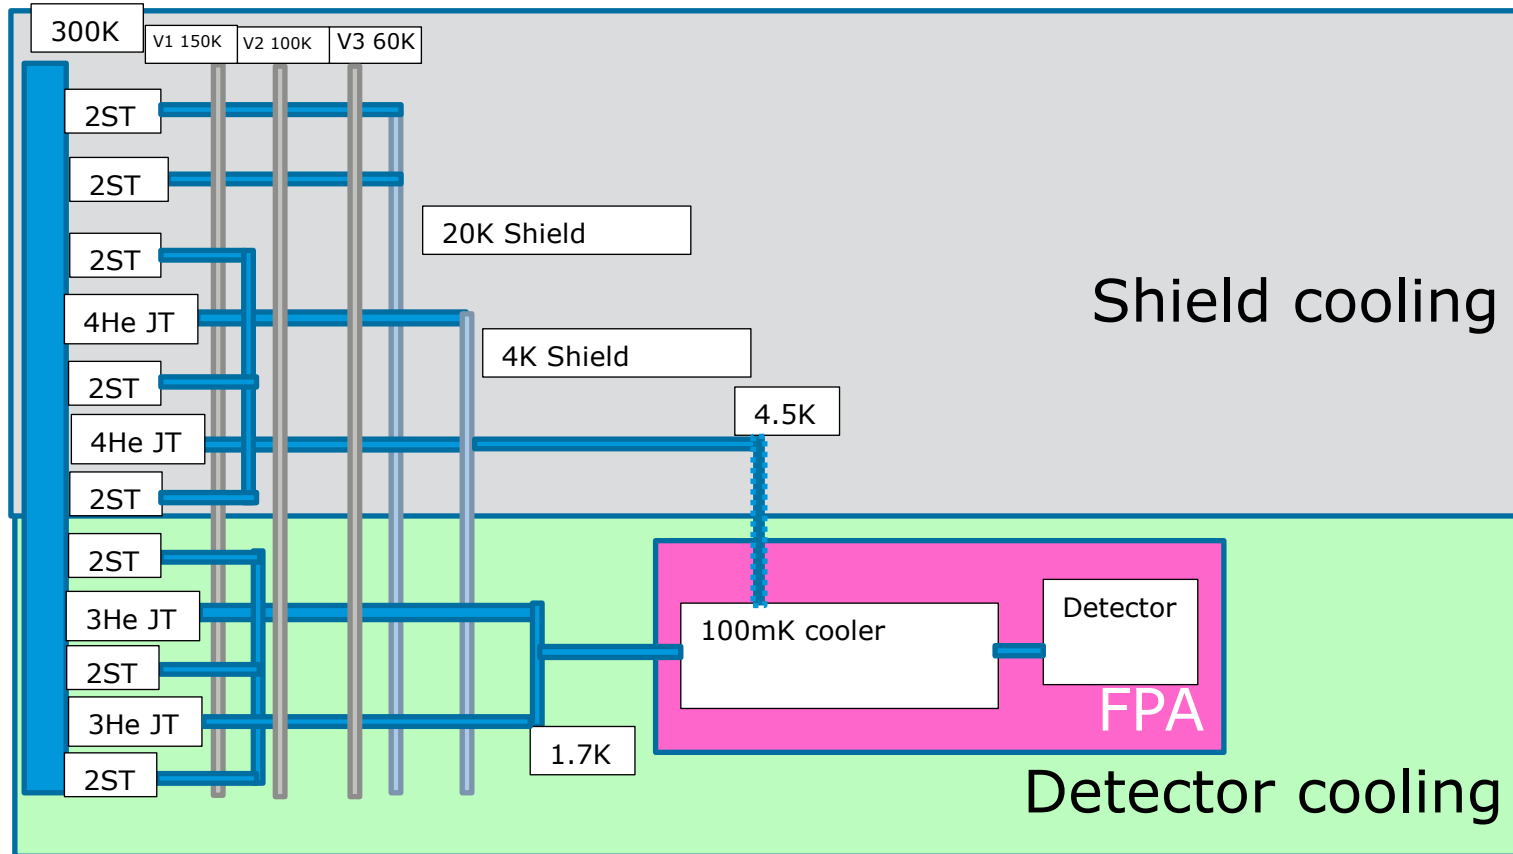 300K
V1 150K
V2 100K
V3 60K
2ST
2ST
20K Shield
2ST
Shield cooling
4He JT
4K Shield
2ST
4.5K
4He JT
2ST
2ST
3He JT
100mK cooler
Detector
2ST
FPA
3He JT
1.7K
2ST
Detector cooling